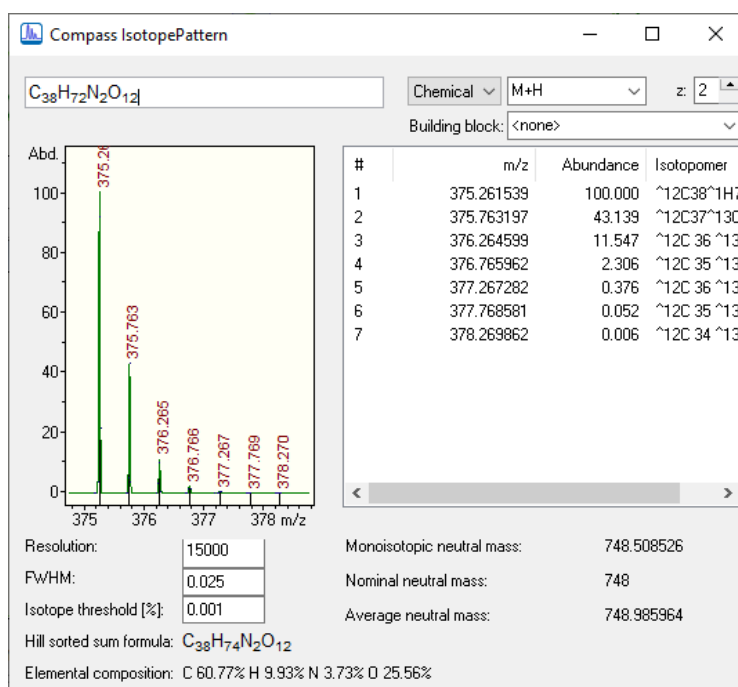 Compass IsotopePattern
C38H72N2O12
Chemical M+H z: 2
Building block: <none>
Abd.
100
80
60
40
20
0
375.26
375.763
376.265
376.766
377.267
377.769
378.270
375 376 377 378 m/z
# m/z Abundance Isotopomer
1 375.261539 100.000 ^12C38^1H7
2 375.763197 43.139 ^12C37^13C
3 376.264599 11.547 ^12C 36 ^13
4 376.765962 2.306 ^12C 35 ^13
5 377.267282 0.376 ^12C 36 ^13
6 377.768581 0.052 ^12C 35 ^13
7 378.269862 0.006 ^12C 34 ^13
Resolution: 15000
FWHM: 0.025
Isotope threshold [%]: 0.001
Monoisotopic neutral mass: 748.508526
Nominal neutral mass: 748
Average neutral mass: 748.985964
Hill sorted sum formula: C38H74N2O12
Elemental composition: C 60.77% H 9.93% N 3.73% O 25.56%